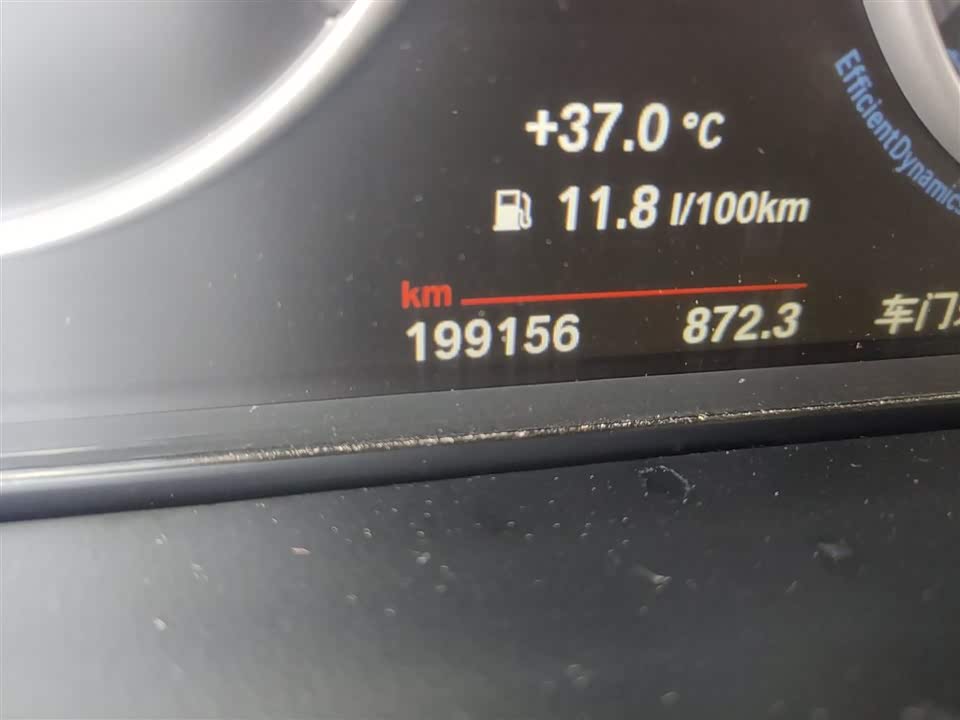 +37.0 °C
EfficientDynamics
11.8 l/100km
km
199156 872.3 车门